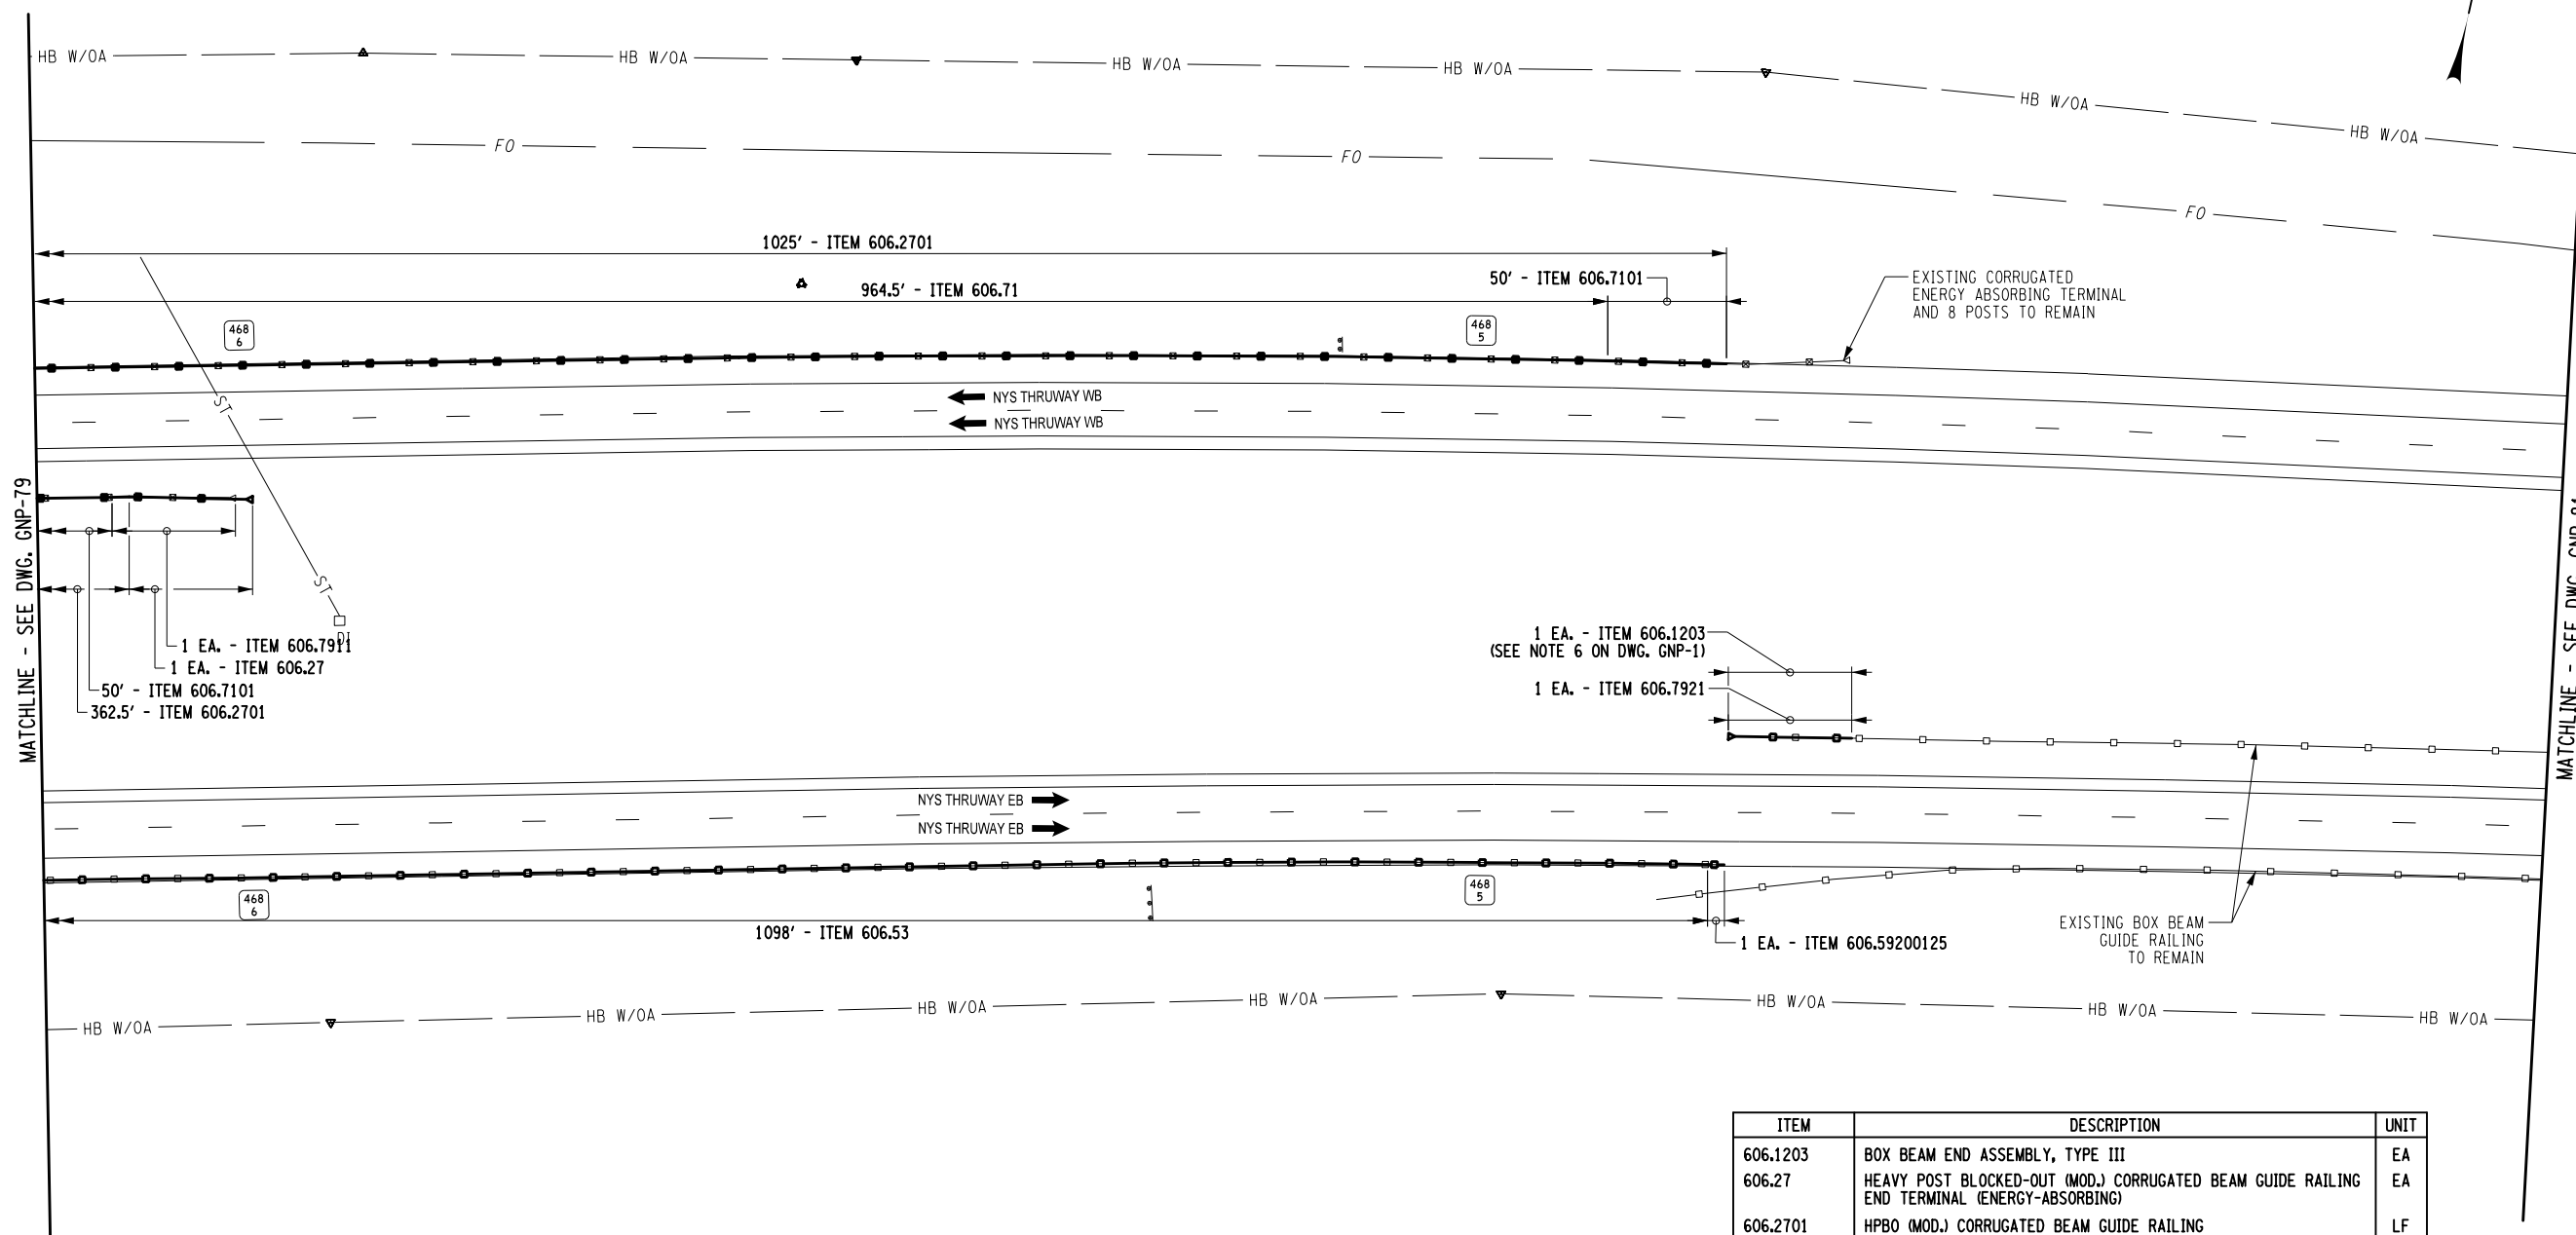 HB W/OA
HB W/OA
HB W/OA
HB W/OA
HB W/OA
HB W/OA
FO
FO
FO
1025' - ITEM 606.2701
964.5' - ITEM 606.71
50' - ITEM 606.7101
EXISTING CORRUGATED
ENERGY ABSORBING TERMINAL
AND 8 POSTS TO REMAIN
468
6
468
5
NYS THRUWAY WB
NYS THRUWAY WB
ST
ST
DI
MATCHLINE - SEE DWG. GNP-79
1 EA. - ITEM 606.7911
1 EA. - ITEM 606.27
50' - ITEM 606.7101
362.5' - ITEM 606.2701
1 EA. - ITEM 606.1203
(SEE NOTE 6 ON DWG. GNP-1)
1 EA. - ITEM 606.7921
MATCHLINE - SEE DWG.
NYS THRUWAY EB
NYS THRUWAY EB
468
6
468
5
1098' - ITEM 606.53
1 EA. - ITEM 606.59200125
EXISTING BOX BEAM
GUIDE RAILING
TO REMAIN
HB W/OA
HB W/OA
HB W/OA
HB W/OA
HB W/OA
HB W/OA
HB W/OA
ITEM DESCRIPTION UNIT
606.1203 BOX BEAM END ASSEMBLY, TYPE III EA
606.27 HEAVY POST BLOCKED-OUT (MOD.) CORRUGATED BEAM GUIDE RAILING EA
END TERMINAL (ENERGY-ABSORBING)
606.2701 HPBO (MOD.) CORRUGATED BEAM GUIDE RAILING LF